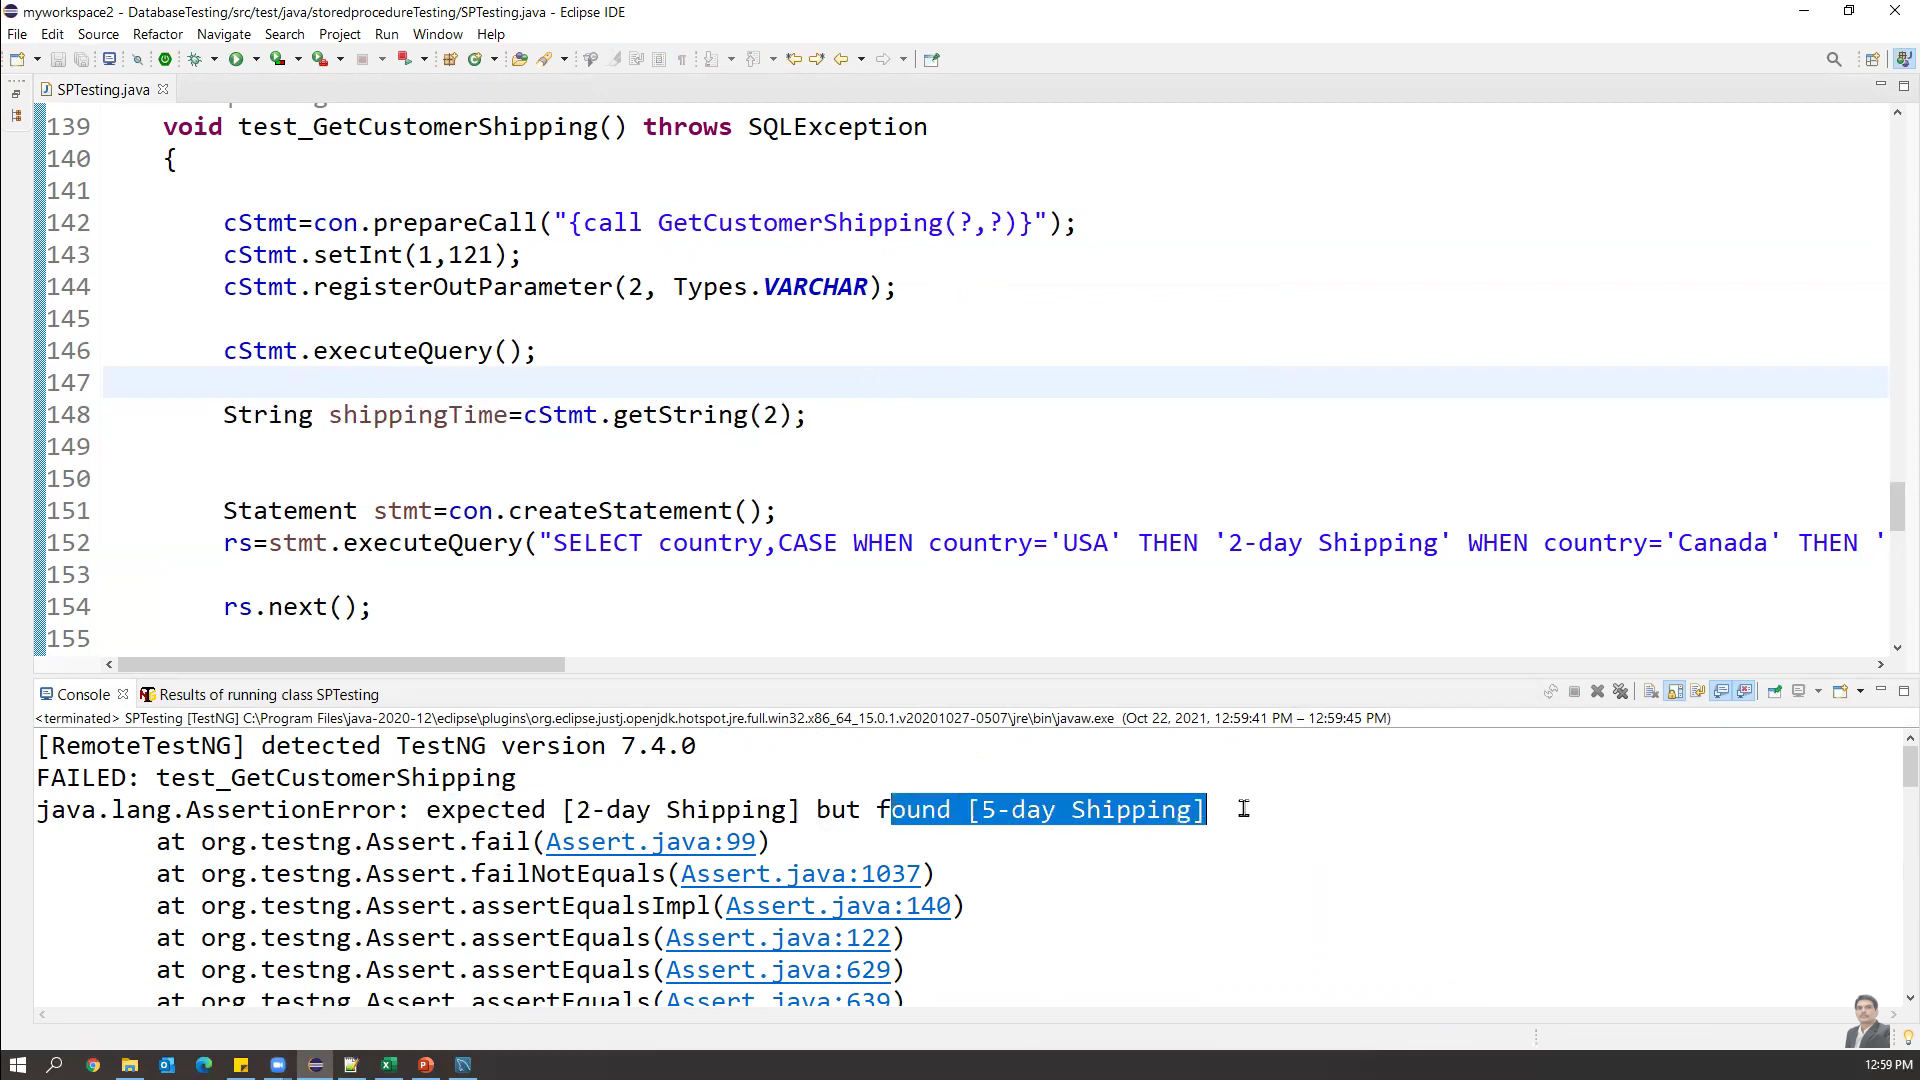 myworkspace2 - DatabaseTesting/src/test/java/storedprocedureTesting/SPTesting.java - Eclipse IDE
File Edit Source Refactor Navigate Search Project Run Window Help
SPTesting.java
139 void test_GetCustomerShipping() throws SQLException
140 {
141
142 cStmt=con.prepareCall("{call GetCustomerShipping(?,?)}");
143 cStmt.setInt(1,121);
144 cStmt.registerOutParameter(2, Types.VARCHAR);
145
146 cStmt.executeQuery();
147
148 String shippingTime=cStmt.getString(2);
149
150
151 Statement stmt=con.createStatement();
152 rs=stmt.executeQuery("SELECT country,CASE WHEN country='USA' THEN '2-day Shipping' WHEN country='Canada' THEN '
153
154 rs.next();
155
Console Results of running class SPTesting
<terminated> SPTesting [TestNG] C:\Program Files\java-2020-12\eclipse\plugins\org.eclipse.justj.openjdk.hotspot.jre.full.win32.x86_64_15.0.1.v20201027-0507\jre\bin\javaw.exe (Oct 22, 2021, 12:59:41 PM – 12:59:45 PM)
[RemoteTestNG] detected TestNG version 7.4.0
FAILED: test_GetCustomerShipping
java.lang.AssertionError: expected [2-day Shipping] but found [5-day Shipping]
at org.testng.Assert.fail(Assert.java:99)
at org.testng.Assert.failNotEquals(Assert.java:1037)
at org.testng.Assert.assertEqualsImpl(Assert.java:140)
at org.testng.Assert.assertEquals(Assert.java:122)
at org.testng.Assert.assertEquals(Assert.java:629)
at org.testng.Assert.assertEquals(Assert.java:639)
12:59 PM